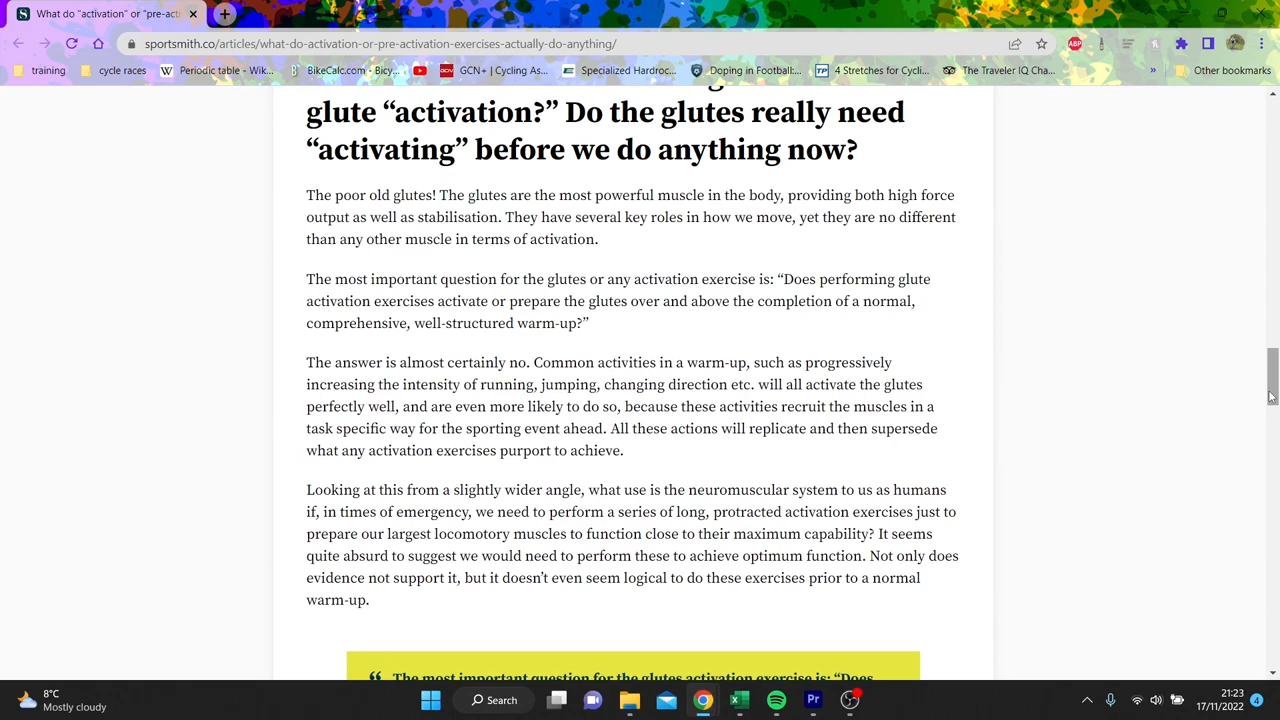 What do "activation" or "pre-acti
sportsmith.co/articles/what-do-activation-or-pre-activation-exercises-actually-do-anything/
ABP
training
cycle races
W Periodic table - Wik...
BikeCalc.com - Bicy...
GCN+ | Cycling As...
Specialized Hardroc...
Doping in Football:...
TP 4 Stretches for Cycli...
The Traveler IQ Cha...
»
Other bookmarks
glute “activation?” Do the glutes really need
“activating” before we do anything now?
The poor old glutes! The glutes are the most powerful muscle in the body, providing both high force
output as well as stabilisation. They have several key roles in how we move, yet they are no different
than any other muscle in terms of activation.
The most important question for the glutes or any activation exercise is: “Does performing glute
activation exercises activate or prepare the glutes over and above the completion of a normal,
comprehensive, well-structured warm-up?”
The answer is almost certainly no. Common activities in a warm-up, such as progressively
increasing the intensity of running, jumping, changing direction etc. will all activate the glutes
perfectly well, and are even more likely to do so, because these activities recruit the muscles in a
task specific way for the sporting event ahead. All these actions will replicate and then supersede
what any activation exercises purport to achieve.
Looking at this from a slightly wider angle, what use is the neuromuscular system to us as humans
if, in times of emergency, we need to perform a series of long, protracted activation exercises just to
prepare our largest locomotory muscles to function close to their maximum capability? It seems
quite absurd to suggest we would need to perform these to achieve optimum function. Not only does
evidence not support it, but it doesn’t even seem logical to do these exercises prior to a normal
warm-up.
“ The most important question for the glutes activation exercise is: “Does
8°C
Mostly cloudy
Search
Pr
21:23
17/11/2022
4